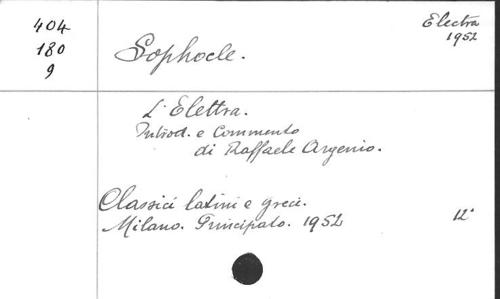 404
180
9
Electra
1952
Sophocle.
L'Elettra.
Introd. e Commento
di Raffaele Argenio.
Classici latini e greci.
Milano. Principato. 1952
12°